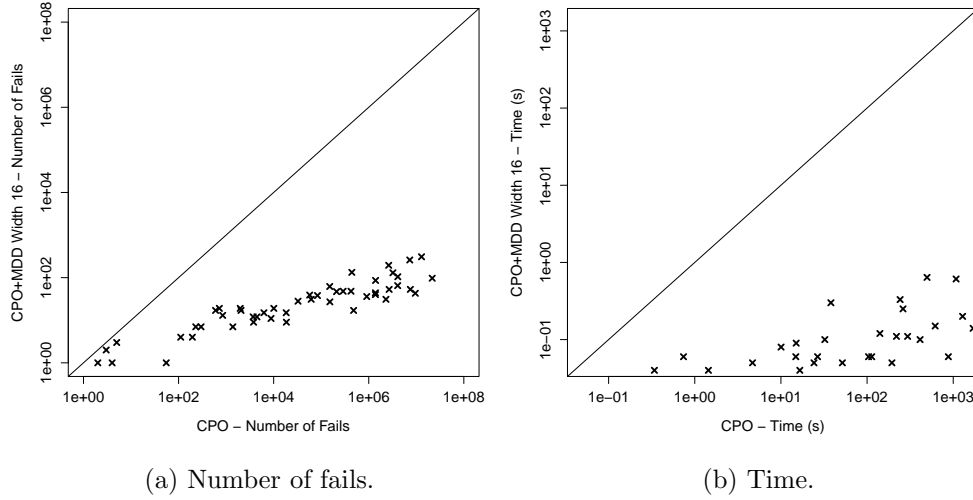 1e+08
1e+06
1e+04
1e+02
1e+00
CPO+MDD Width 16 − Number of Fails
1e+00 1e+02 1e+04 1e+06 1e+08
CPO − Number of Fails
(a) Number of fails.
1e+03
1e+02
1e+01
1e+00
1e−01
CPO+MDD Width 16 − Time (s)
1e−01 1e+00 1e+01 1e+02 1e+03
CPO − Time (s)
(b) Time.